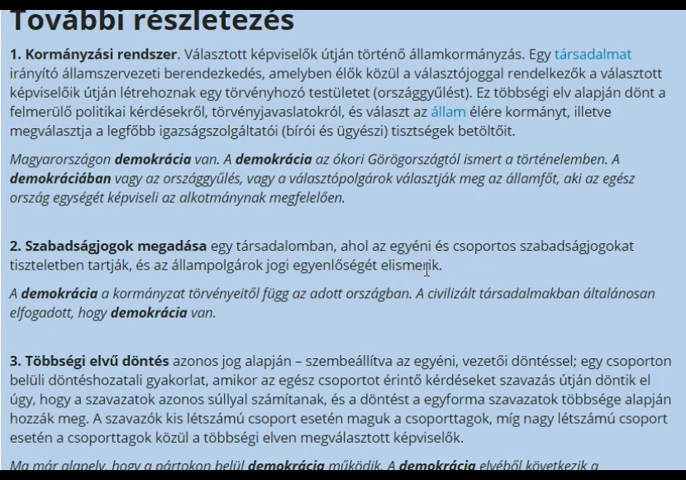 További részletezés
1. Kormányzási rendszer. Választott képviselők útján történő államkormányzás. Egy társadalmat
irányító államszervezeti berendezkedés, amelyben élők közül a választójoggal rendelkezők a választott
képviselőik útján létrehoznak egy törvényhozó testületet (országgyűlést). Ez többségi elv alapján dönt a
felmerülő politikai kérdésekről, törvényjavaslatokról, és választ az állam élére kormányt, illetve
megválasztja a legfőbb igazságszolgáltatói (bírói és ügyészi) tisztségek betöltőit.
Magyarországon demokrácia van. A demokrácia az ókori Görögországtól ismert a történelemben. A
demokráciában vagy az országgyűlés, vagy a választópolgárok választják meg az államfőt, aki az egész
ország egységét képviseli az alkotmánynak megfelelően.
2. Szabadságjogok megadása egy társadalomban, ahol az egyéni és csoportos szabadságjogokat
tiszteletben tartják, és az állampolgárok jogi egyenlőségét elismerik.
A demokrácia a kormányzat törvényeitől függ az adott országban. A civilizált társadalmakban általánosan
elfogadott, hogy demokrácia van.
3. Többségi elvű döntés azonos jog alapján – szembeállítva az egyéni, vezetői döntéssel; egy csoporton
belüli döntéshozatali gyakorlat, amikor az egész csoportot érintő kérdéseket szavazás útján döntik el
úgy, hogy a szavazatok azonos súllyal számítanak, és a döntést a egyforma szavazatok többsége alapján
hozzák meg. A szavazók kis létszámú csoport esetén maguk a csoporttagok, míg nagy létszámú csoport
esetén a csoporttagok közül a többségi elven megválasztott képviselők.
Ma már alapelv, hogy a pártokon belül demokrácia működik. A demokrácia elvéből következik a